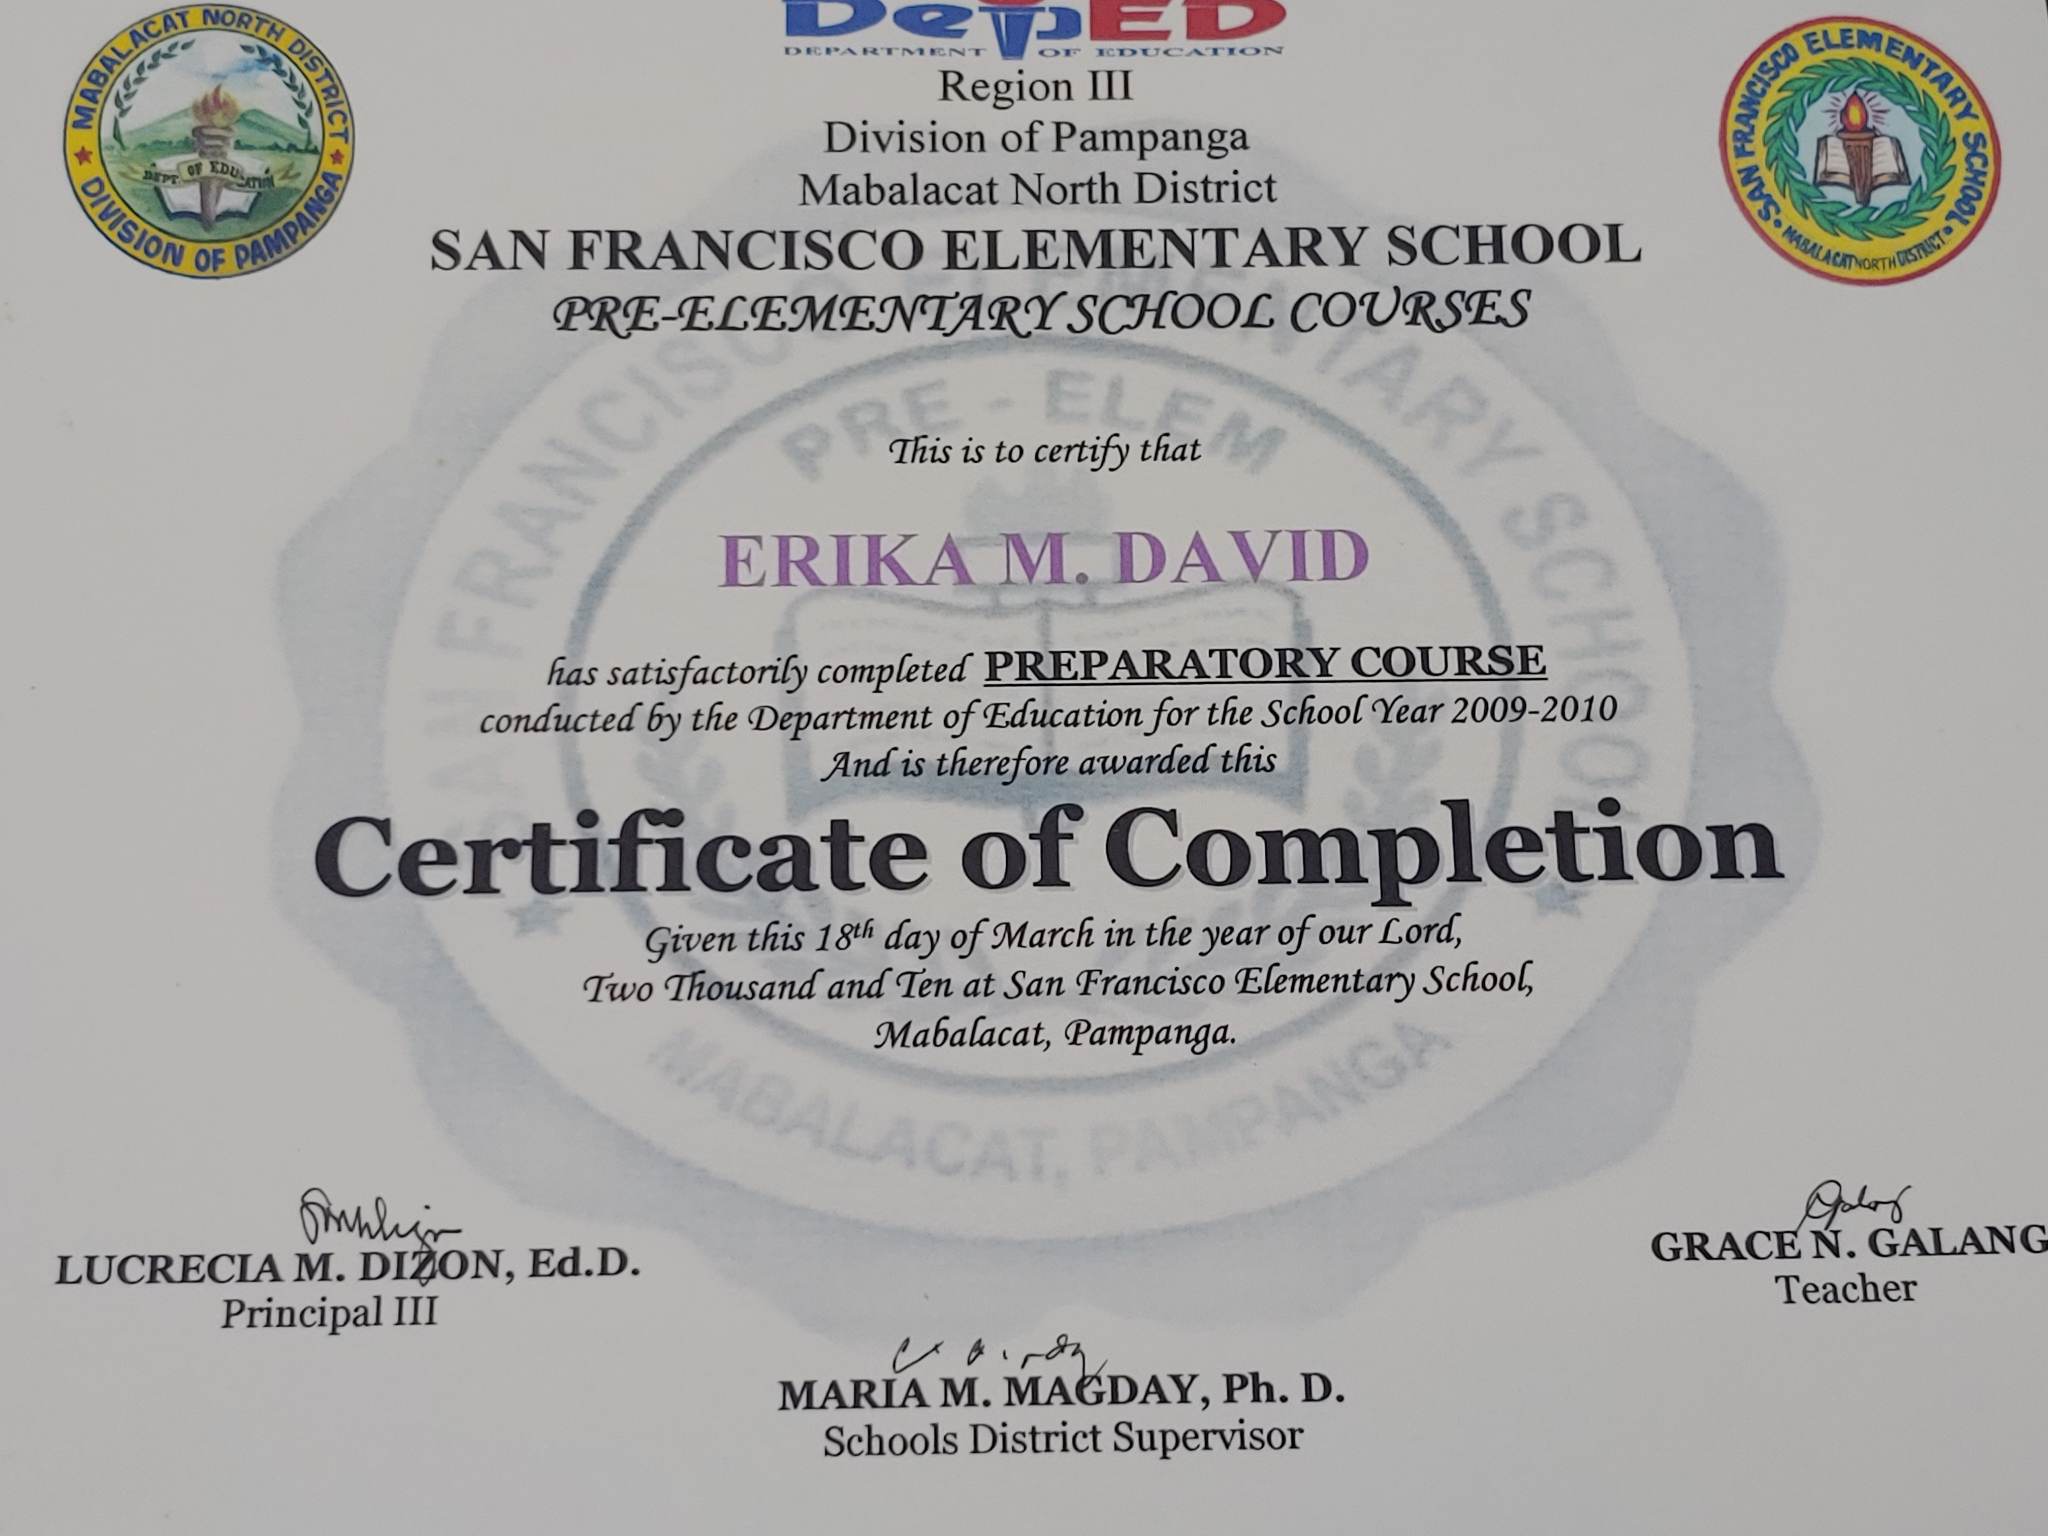 DepED
DEPARTMENT OF EDUCATION
Region III
Division of Pampanga
Mabalacat North District
SAN FRANCISCO ELEMENTARY SCHOOL
PRE-ELEMENTARY SCHOOL COURSES
MABALACAT NORTH DISTRICT
DIVISION OF PAMPANGA
DEPT. OF EDUCATION
SAN FRANCISCO ELEMENTARY SCHOOL
MABALACAT NORTH DISTRICT
SAN FRANCISCO ELEMENTARY SCHOOL
PRE - ELEM
This is to certify that
ERIKA M. DAVID
has satisfactorily completed PREPARATORY COURSE
conducted by the Department of Education for the School Year 2009-2010
And is therefore awarded this
Certificate of Completion
Given this 18th day of March in the year of our Lord,
Two Thousand and Ten at San Francisco Elementary School,
Mabalacat, Pampanga.
MABALACAT, PAMPANGA
LUCRECIA M. DIZON, Ed.D.
Principal III
GRACE N. GALANG
Teacher
MARIA M. MAGDAY, Ph. D.
Schools District Supervisor